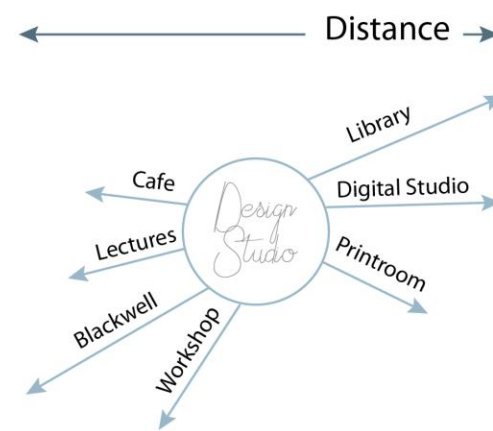 Distance
Library
Cafe
Digital Studio
Design
Studio
Lectures
Printroom
Blackwell
Workshop